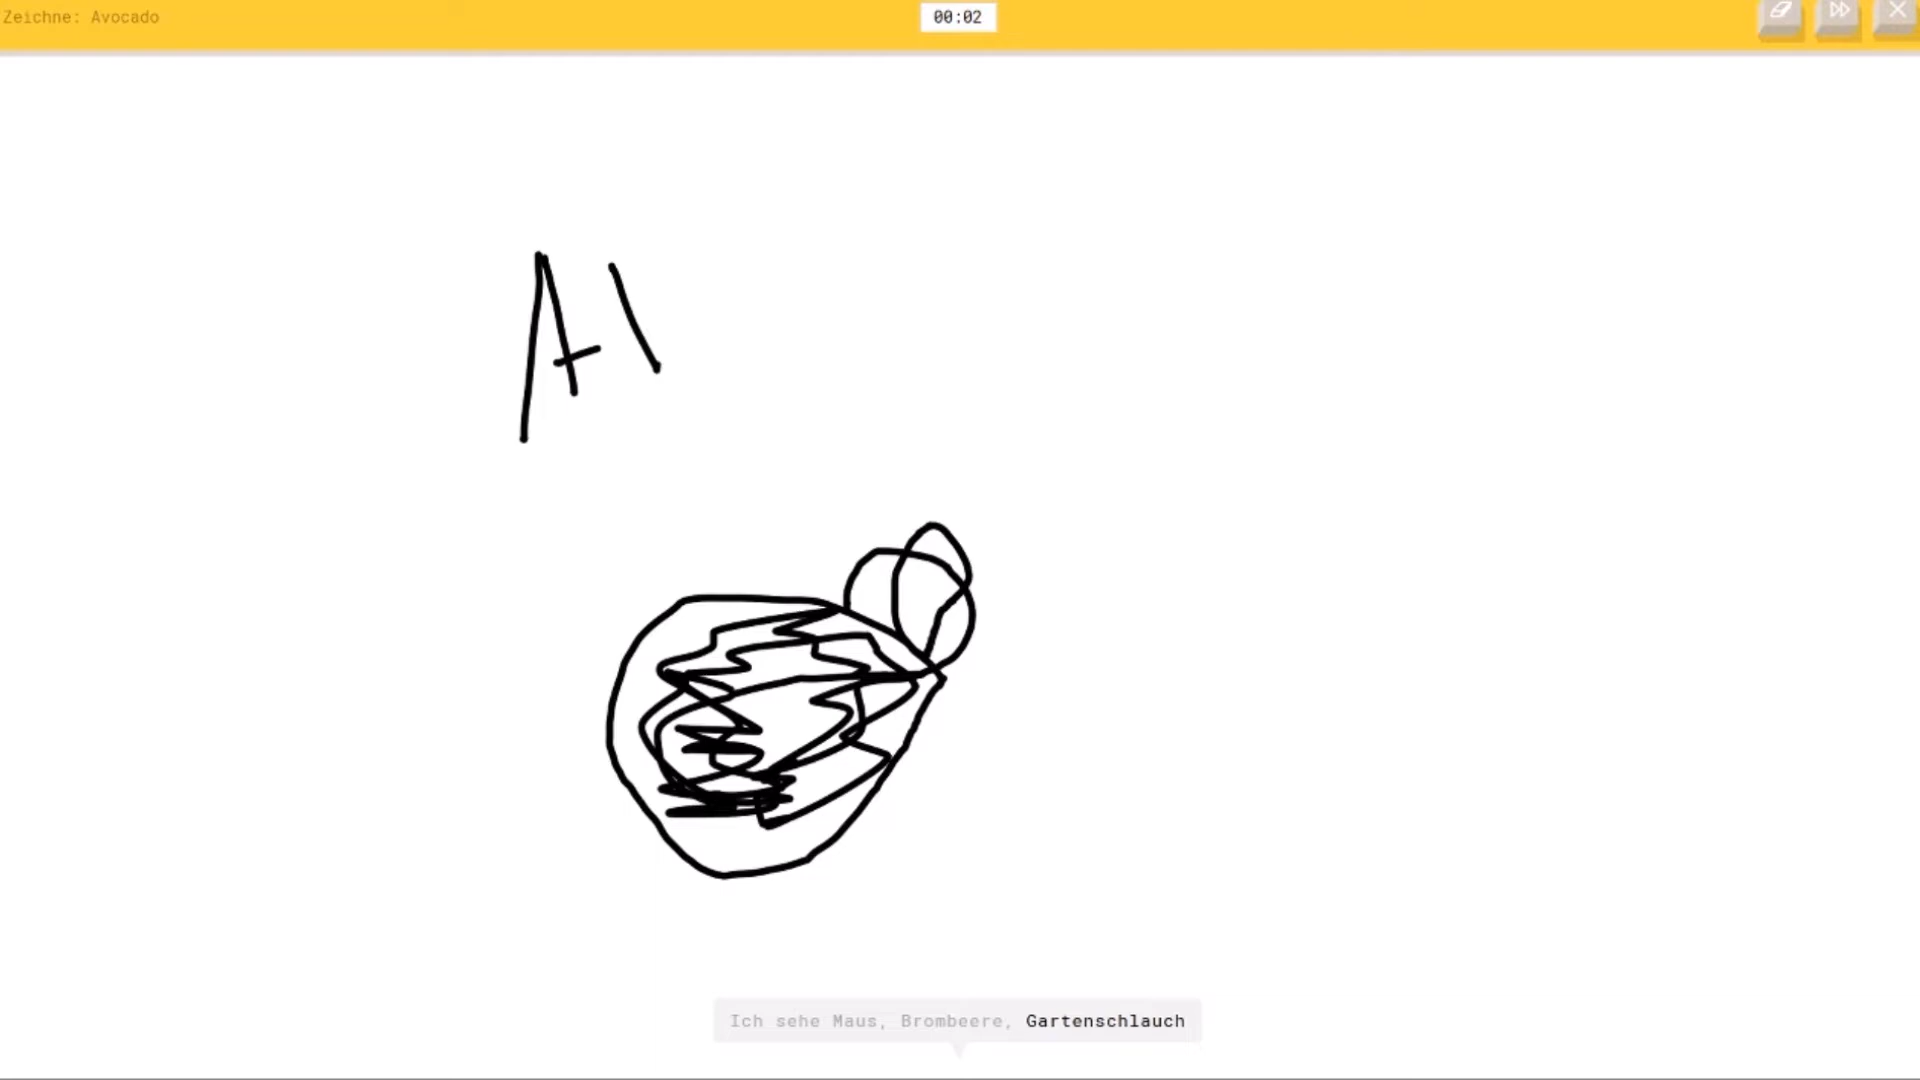 Zeichne: Avocado
00:02
A\
Ich sehe Maus, Brombeere, Gartenschlauch